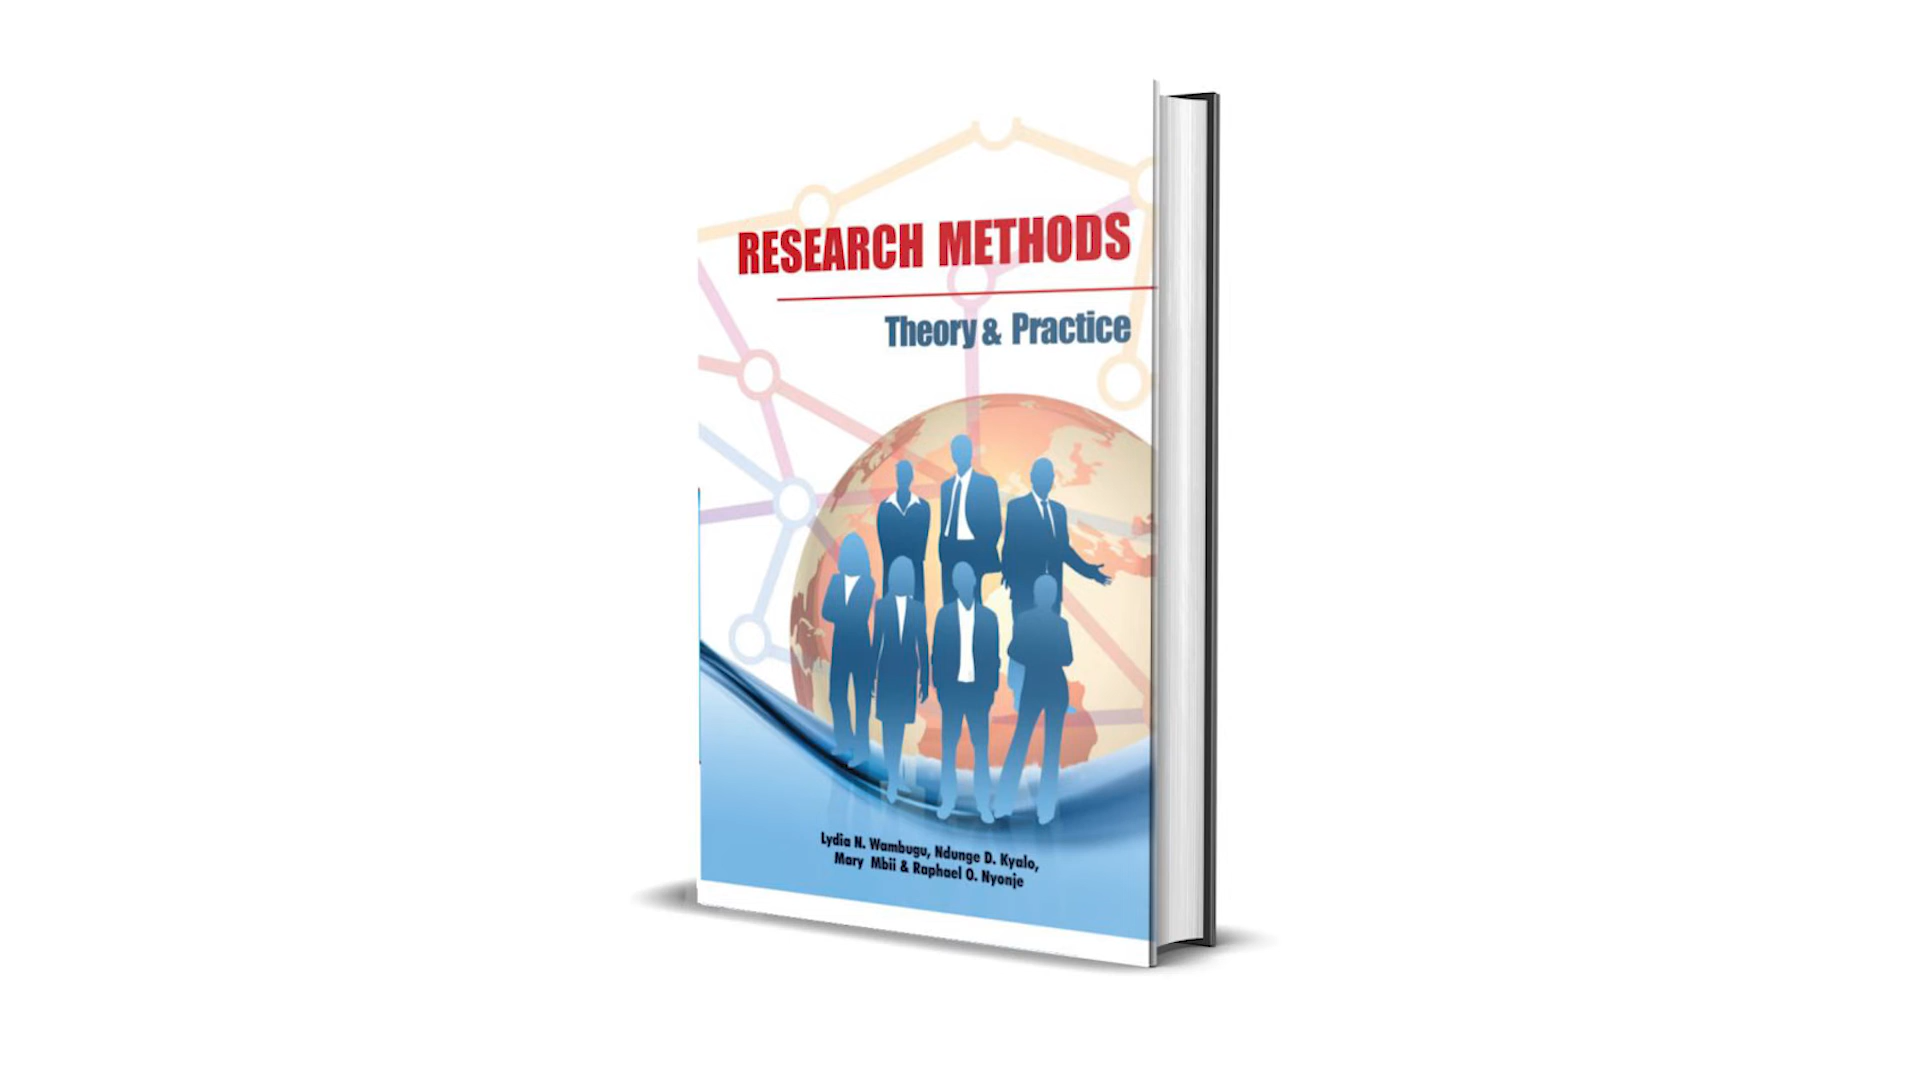 RESEARCH METHODS
Theory & Practice
Lydia N. Wambugu, Ndunge D. Kyalo,
Mary Mbii & Raphael O. Nyonje